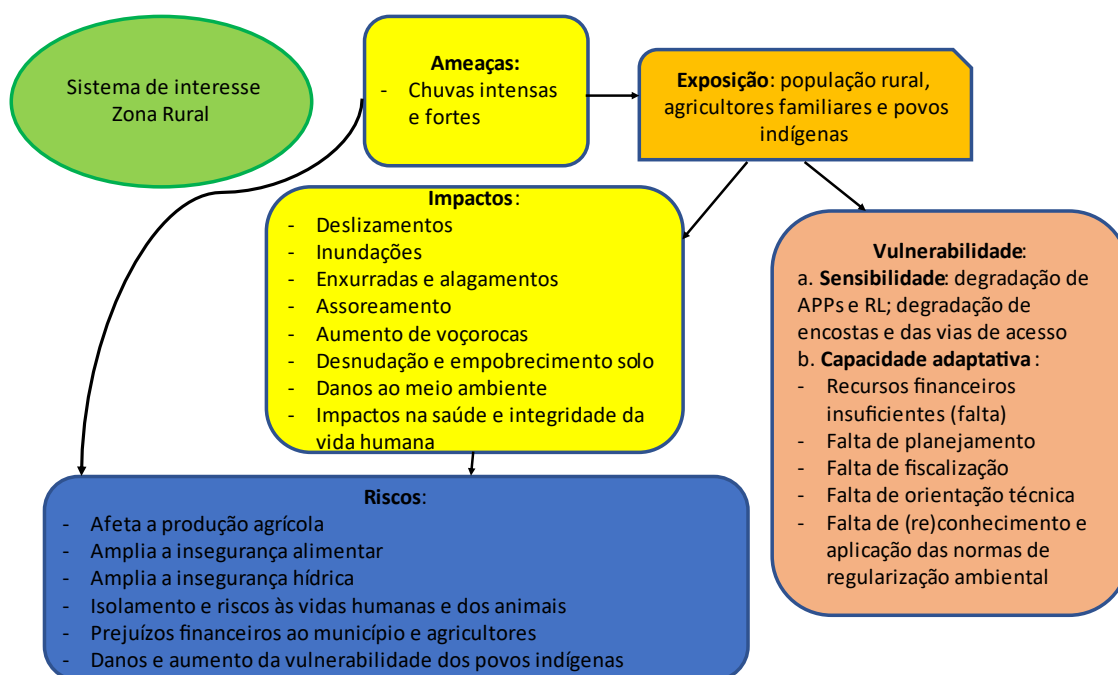 Sistema de interesse
Zona Rural
Ameaças:
- Chuvas intensas
e fortes
Exposição: população rural,
agricultores familiares e povos
indígenas
Impactos:
- Deslizamentos
- Inundações
- Enxurradas e alagamentos
- Assoreamento
- Aumento de voçorocas
- Desnudação e empobrecimento solo
- Danos ao meio ambiente
- Impactos na saúde e integridade da
vida humana
Vulnerabilidade:
a. Sensibilidade: degradação de
APPs e RL; degradação de
encostas e das vias de acesso
b. Capacidade adaptativa :
- Recursos financeiros
insuficientes (falta)
- Falta de planejamento
- Falta de fiscalização
- Falta de orientação técnica
- Falta de (re)conhecimento e
aplicação das normas de
regularização ambiental
Riscos:
- Afeta a produção agrícola
- Amplia a insegurança alimentar
- Amplia a insegurança hídrica
- Isolamento e riscos às vidas humanas e dos animais
- Prejuízos financeiros ao município e agricultores
- Danos e aumento da vulnerabilidade dos povos indígenas